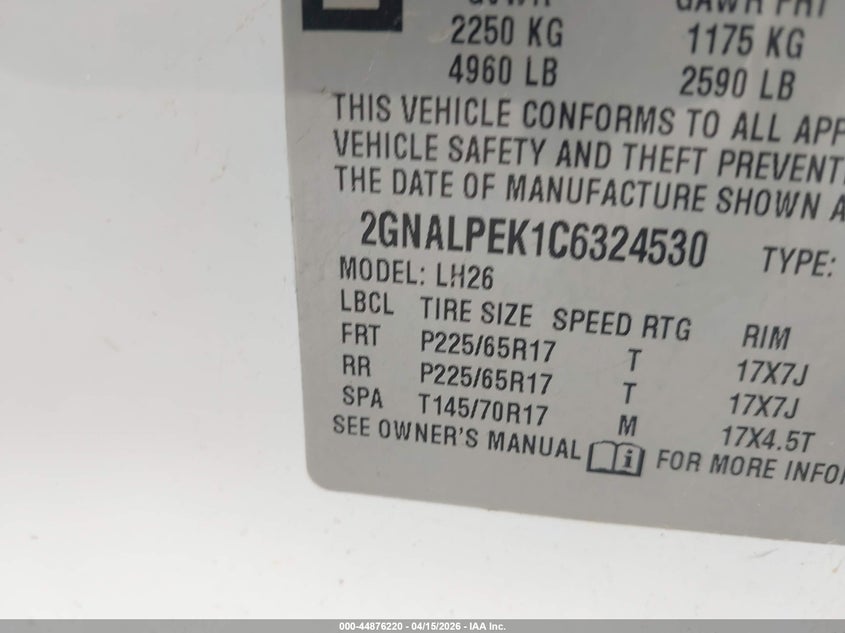 2250 KG 1175 KG
4960 LB 2590 LB
THIS VEHICLE CONFORMS TO ALL APP
VEHICLE SAFETY AND THEFT PREVENTI
THE DATE OF MANUFACTURE SHOWN A
2GNALPEK1C6324530 TYPE:
MODEL: LH26
LBCL TIRE SIZE SPEED RTG RIM
FRT P225/65R17 T 17X7J
RR P225/65R17 T 17X7J
SPA T145/70R17 M 17X4.5T
SEE OWNER'S MANUAL i FOR MORE INFOR
000-44876220 - 04/15/2026 - IAA Inc.